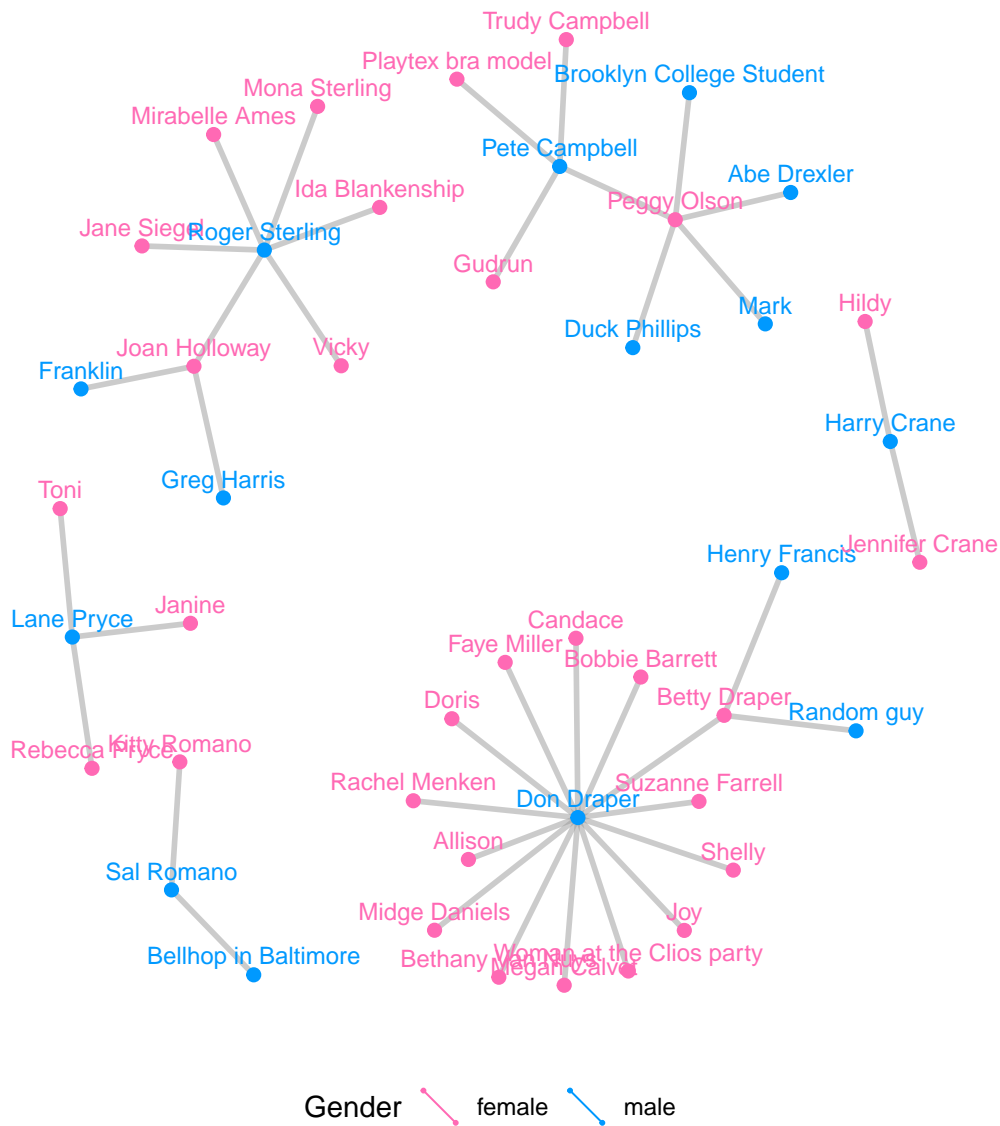 Trudy Campbell
Playtex bra model
Brooklyn College Student
Mona Sterling
Mirabelle Ames
Pete Campbell
Abe Drexler
Ida Blankenship
Peggy Olson
Jane Siegel
Roger Sterling
Gudrun
Hildy
Mark
Duck Phillips
Joan Holloway
Vicky
Franklin
Harry Crane
Greg Harris
Toni
Jennifer Crane
Henry Francis
Janine
Lane Pryce
Candace
Faye Miller
Bobbie Barrett
Betty Draper
Doris
Random guy
Kitty Romano
Rebecca Pryce
Rachel Menken
Suzanne Farrell
Don Draper
Allison
Shelly
Sal Romano
Midge Daniels
Joy
Bellhop in Baltimore
Woman at the Clios party
Bethany Van Nuys
Megan Calvet
Gender female male